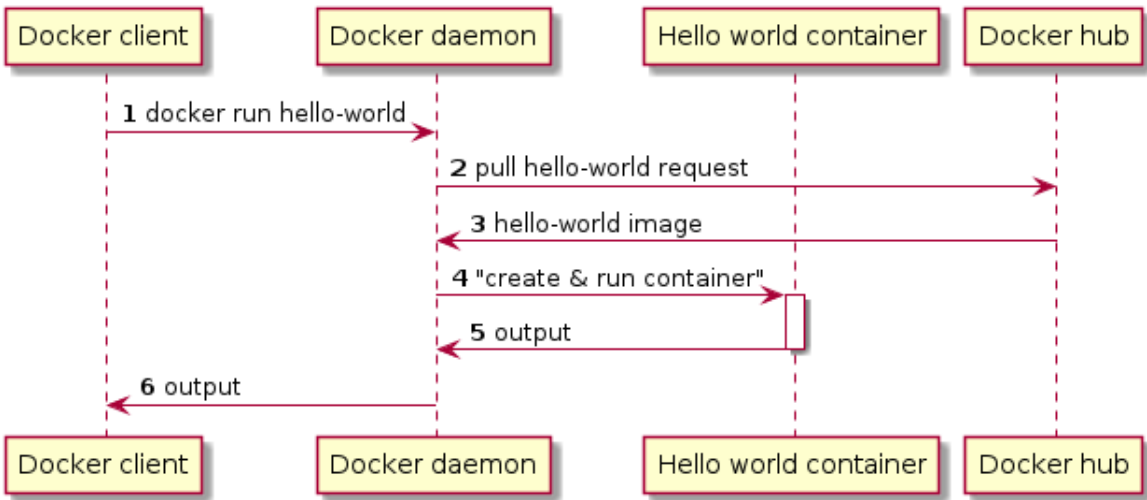 Docker client
Docker daemon
Hello world container
Docker hub
1 docker run hello-world
2 pull hello-world request
3 hello-world image
4 "create & run container"
5 output
6 output
Docker client
Docker daemon
Hello world container
Docker hub